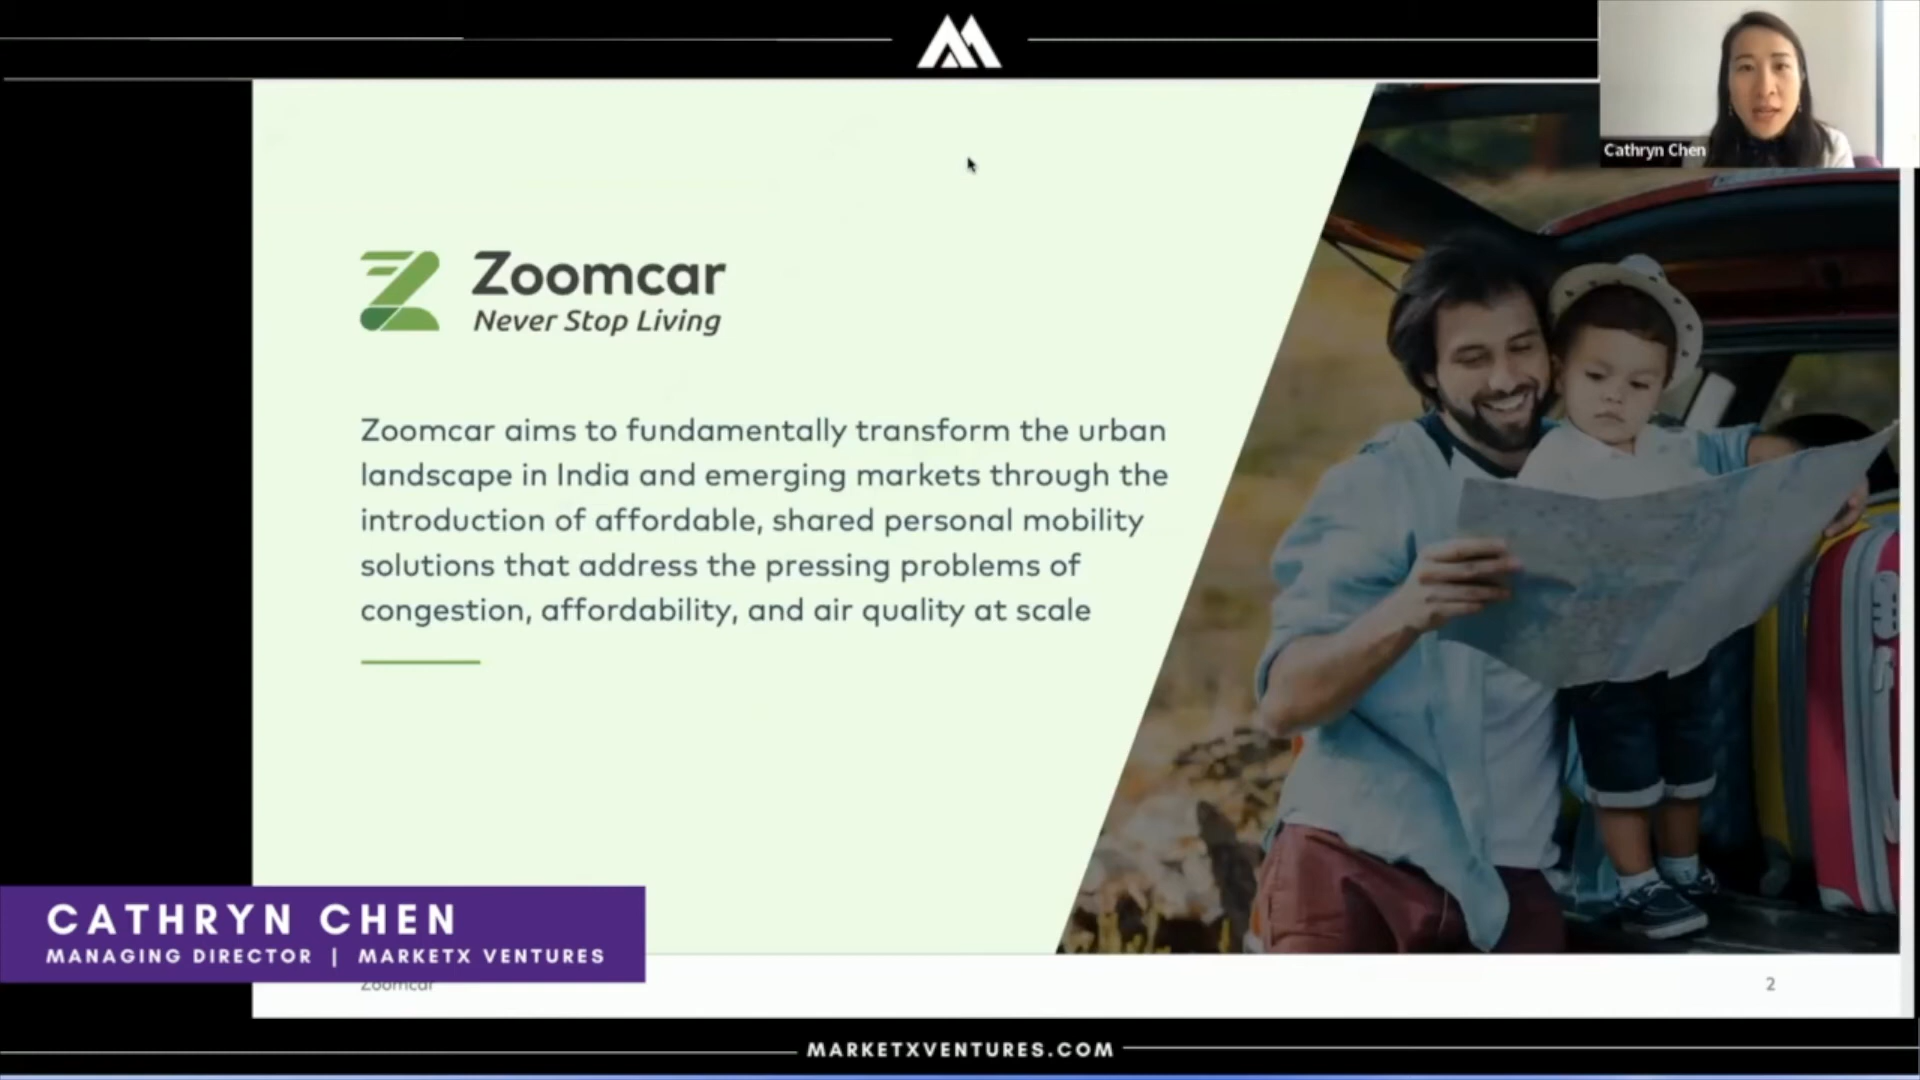 Cathryn Chen
Zoomcar
Never Stop Living
Zoomcar aims to fundamentally transform the urban
landscape in India and emerging markets through the
introduction of affordable, shared personal mobility
solutions that address the pressing problems of
congestion, affordability, and air quality at scale
CATHRYN CHEN
MANAGING DIRECTOR | MARKETX VENTURES
Zoomcar
2
MARKETXVENTURES.COM